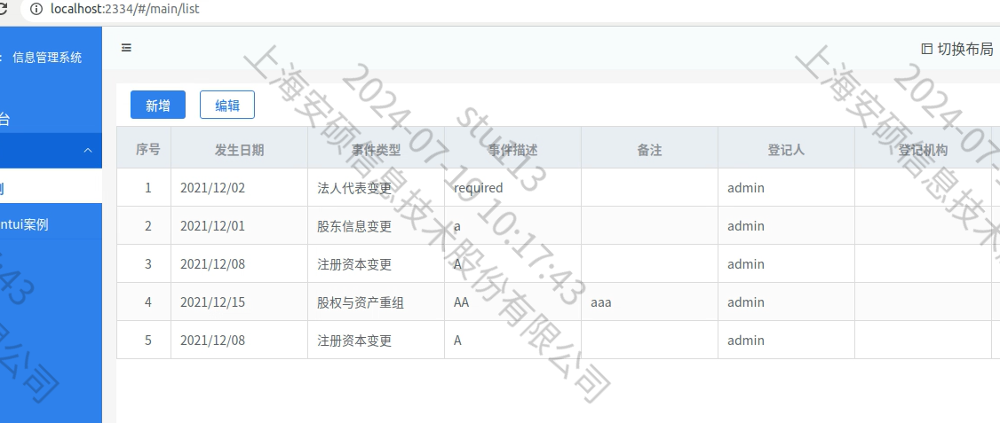 localhost:2334/#/main/list
: 信息管理系统
切换布局
台
新增 编辑
序号 发生日期 事件类型 事件描述 备注 登记人 登记机构
1 2021/12/02 法人代表变更 required admin
2 2021/12/01 股东信息变更 a admin
ntui案例
3 2021/12/08 注册资本变更 A admin
4 2021/12/15 股权与资产重组 AA aaa admin
5 2021/12/08 注册资本变更 A admin
上海安硕信息技术股份有限公司
2024-07-19 10:17:43
stu113
上海安硕信息技术
2024-07-1
:43
限公司